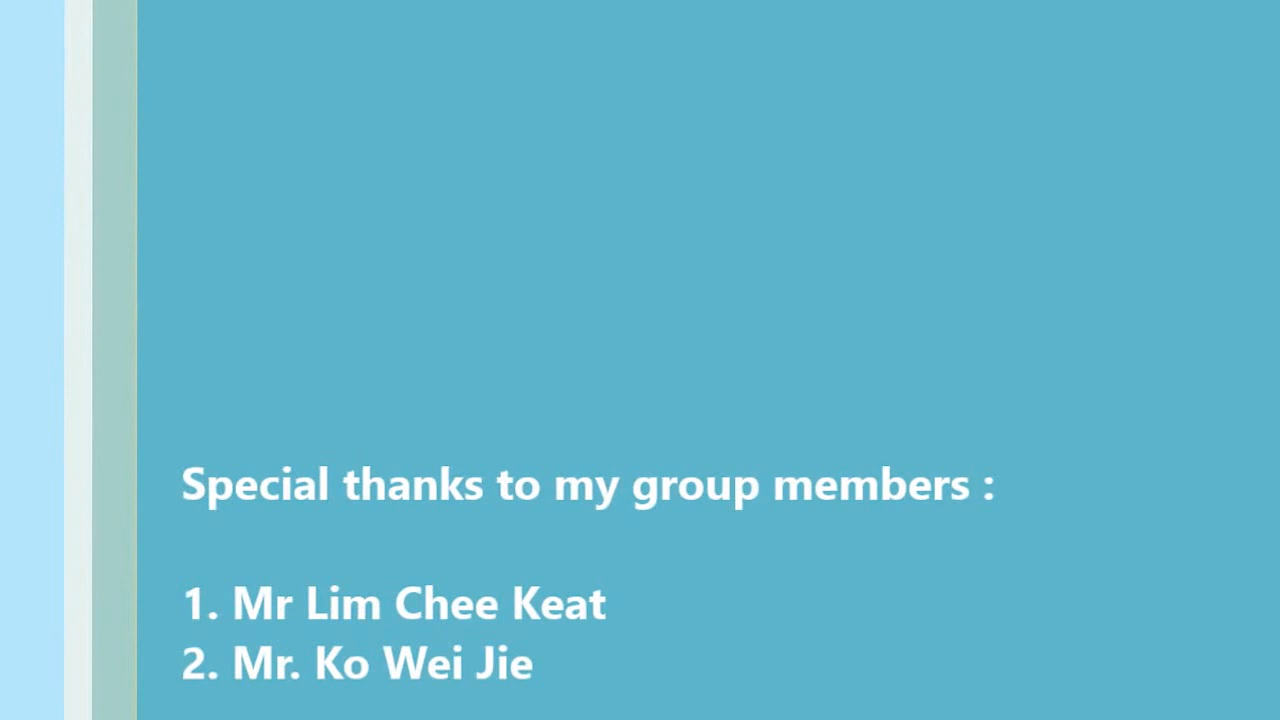 Special thanks to my group members :
1. Mr Lim Chee Keat
2. Mr. Ko Wei Jie